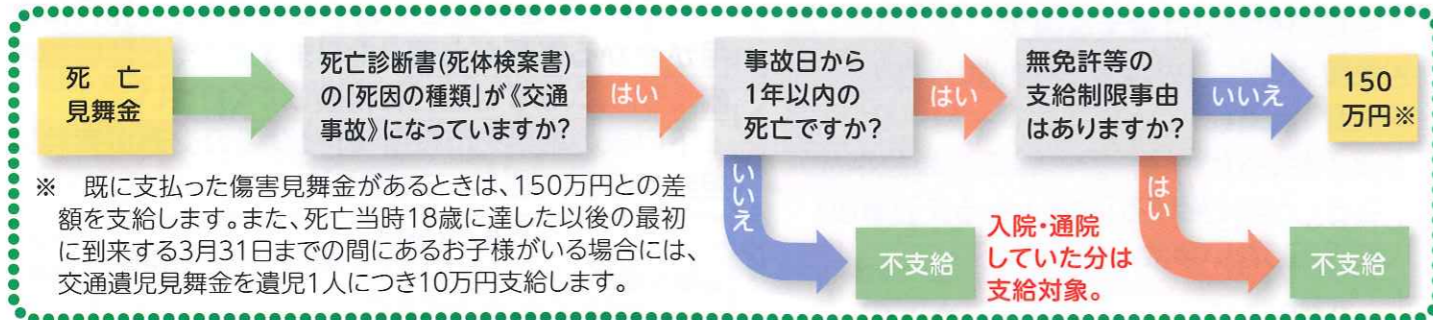 死亡
見舞金
死亡診断書(死体検案書)
の「死因の種類」が《交通
事故》になっていますか?
はい
事故日から
1年以内の
死亡ですか?
はい
無免許等の
支給制限事由
はありますか?
いいえ
150
万円※
※ 既に支払った傷害見舞金があるときは、150万円との差
額を支給します。また、死亡当時18歳に達した以後の最初
に到来する3月31日までの間にあるお子様がいる場合には、
交通遺児見舞金を遺児1人につき10万円支給します。
いいえ
不支給
入院・通院
していた分は
支給対象。
はい
不支給